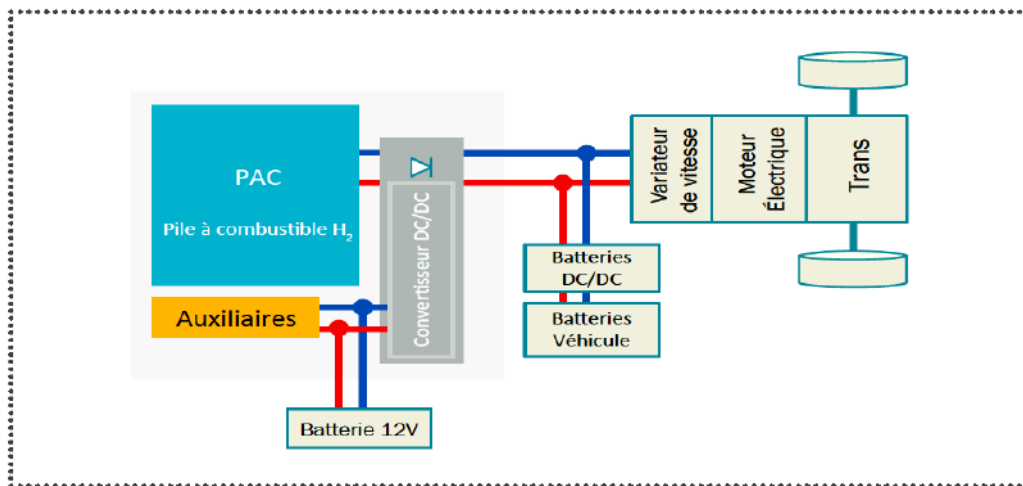 PAC
Pile à combustible H2
Auxiliaires
Batterie 12V
Convertisseur DC/DC
Batteries
DC/DC
Batteries
Véhicule
Variateur
de vitesse
Moteur
Électrique
Trans